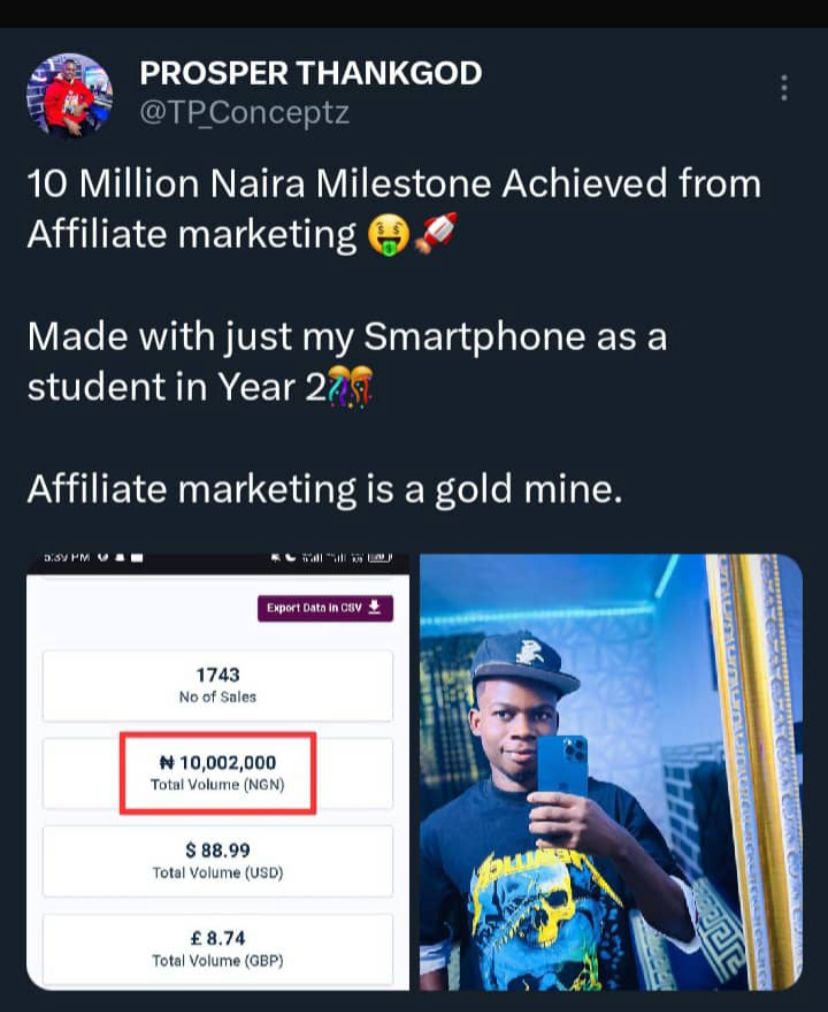 PROSPER THANKGOD
@TP_Conceptz
10 Million Naira Milestone Achieved from
Affiliate marketing 🤑🚀
Made with just my Smartphone as a
student in Year 2🎊
Affiliate marketing is a gold mine.
5:39 PM
Export Data in CSV
1743
No of Sales
₦ 10,002,000
Total Volume (NGN)
$ 88.99
Total Volume (USD)
£ 8.74
Total Volume (GBP)